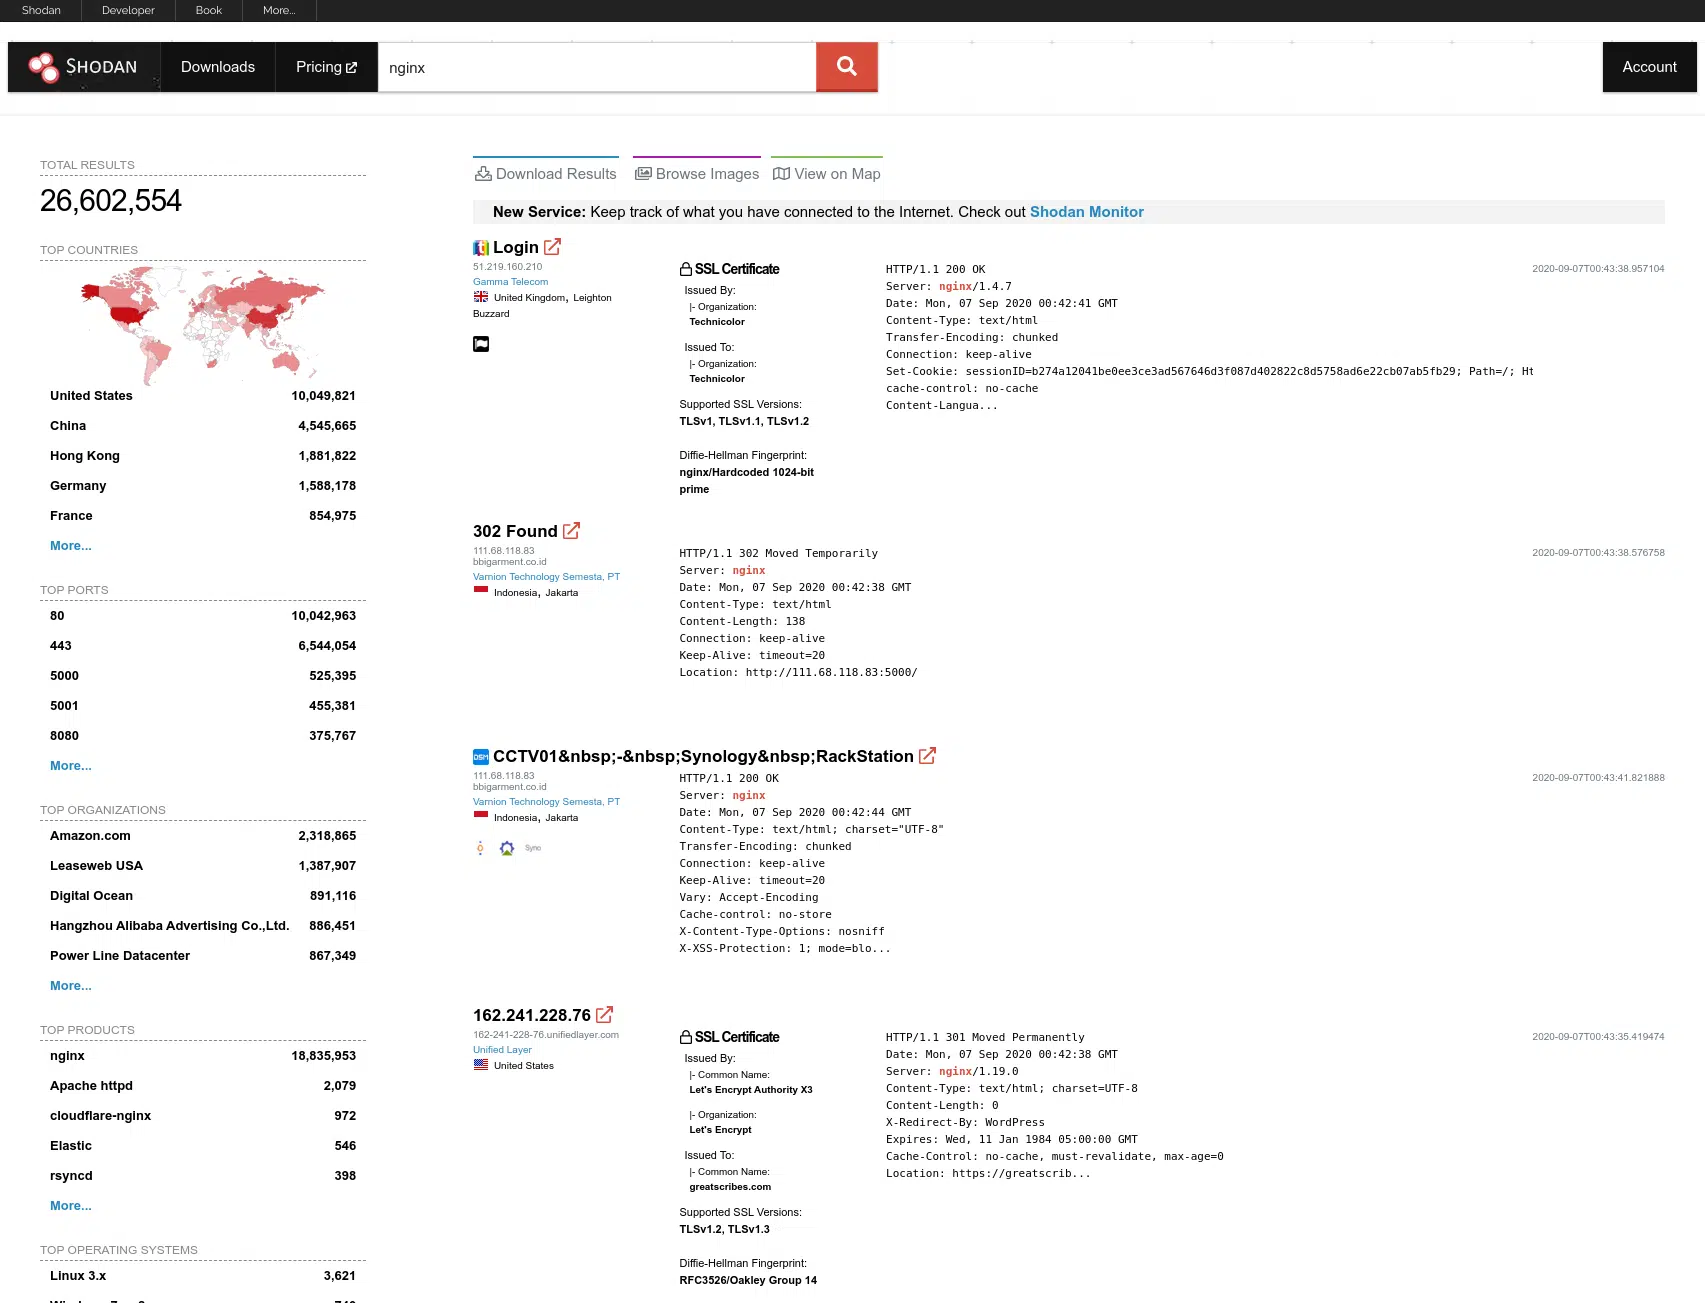 Shodan Developer Book More...
SHODAN Downloads Pricing nginx Account
TOTAL RESULTS
26,602,554
TOP COUNTRIES
United States 10,049,821
China 4,545,665
Hong Kong 1,881,822
Germany 1,588,178
France 854,975
More...
TOP PORTS
80 10,042,963
443 6,544,054
5000 525,395
5001 455,381
8080 375,767
More...
TOP ORGANIZATIONS
Amazon.com 2,318,865
Leaseweb USA 1,387,907
Digital Ocean 891,116
Hangzhou Alibaba Advertising Co.,Ltd. 886,451
Power Line Datacenter 867,349
More...
TOP PRODUCTS
nginx 18,835,953
Apache httpd 2,079
cloudflare-nginx 972
Elastic 546
rsyncd 398
More...
TOP OPERATING SYSTEMS
Linux 3.x 3,621
Download Results Browse Images View on Map
New Service: Keep track of what you have connected to the Internet. Check out Shodan Monitor
Login
51.219.160.210
Gamma Telecom
United Kingdom, Leighton
Buzzard
SSL Certificate
Issued By:
|- Organization:
Technicolor
Issued To:
|- Organization:
Technicolor
Supported SSL Versions:
TLSv1, TLSv1.1, TLSv1.2
Diffie-Hellman Fingerprint:
nginx/Hardcoded 1024-bit
prime
HTTP/1.1 200 OK
Server: nginx/1.4.7
Date: Mon, 07 Sep 2020 00:42:41 GMT
Content-Type: text/html
Transfer-Encoding: chunked
Connection: keep-alive
Set-Cookie: sessionID=b274a12041be0ee3ce3ad567646d3f087d402822c8d5758ad6e22cb07ab5fb29; Path=/; Ht
cache-control: no-cache
Content-Langua...
2020-09-07T00:43:38.957104
302 Found
111.68.118.83
bbigarment.co.id
Varnion Technology Semesta, PT
Indonesia, Jakarta
HTTP/1.1 302 Moved Temporarily
Server: nginx
Date: Mon, 07 Sep 2020 00:42:38 GMT
Content-Type: text/html
Content-Length: 138
Connection: keep-alive
Keep-Alive: timeout=20
Location: http://111.68.118.83:5000/
2020-09-07T00:43:38.576758
DSM CCTV01&nbsp;-&nbsp;Synology&nbsp;RackStation
111.68.118.83
bbigarment.co.id
Varnion Technology Semesta, PT
Indonesia, Jakarta
Sync
HTTP/1.1 200 OK
Server: nginx
Date: Mon, 07 Sep 2020 00:42:44 GMT
Content-Type: text/html; charset="UTF-8"
Transfer-Encoding: chunked
Connection: keep-alive
Keep-Alive: timeout=20
Vary: Accept-Encoding
Cache-control: no-store
X-Content-Type-Options: nosniff
X-XSS-Protection: 1; mode=blo...
2020-09-07T00:43:41.821888
162.241.228.76
162-241-228-76.unifiedlayer.com
Unified Layer
United States
SSL Certificate
Issued By:
|- Common Name:
Let's Encrypt Authority X3
|- Organization:
Let's Encrypt
Issued To:
|- Common Name:
greatscribes.com
Supported SSL Versions:
TLSv1.2, TLSv1.3
Diffie-Hellman Fingerprint:
RFC3526/Oakley Group 14
HTTP/1.1 301 Moved Permanently
Date: Mon, 07 Sep 2020 00:42:38 GMT
Server: nginx/1.19.0
Content-Type: text/html; charset=UTF-8
Content-Length: 0
X-Redirect-By: WordPress
Expires: Wed, 11 Jan 1984 05:00:00 GMT
Cache-Control: no-cache, must-revalidate, max-age=0
Location: https://greatscrib...
2020-09-07T00:43:35.419474